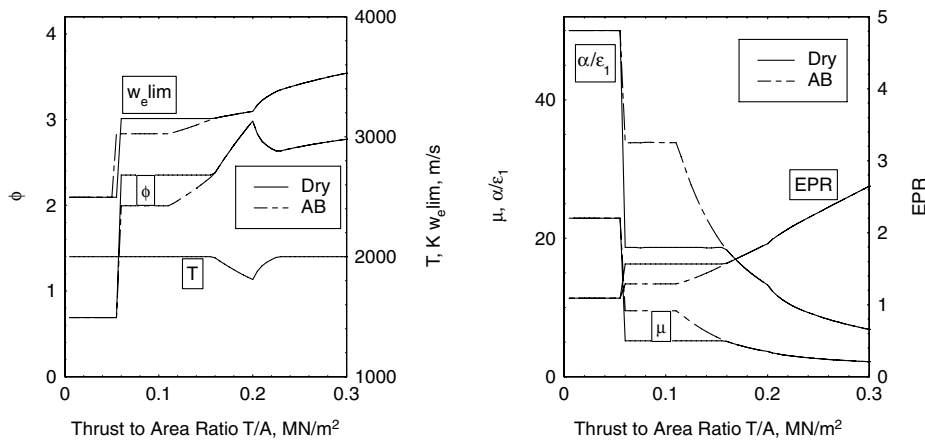 4
3
2
1
0
ϕ
4000
3000
2000
1000
T, K wₑlim, m/s
wₑlim
ϕ
T
Dry
AB
0
0.1
0.2
0.3
Thrust to Area Ratio T/A, MN/m²
40
20
0
μ, α/ε₁
5
4
3
2
1
0
EPR
α/ε₁
Dry
AB
EPR
μ
0
0.1
0.2
0.3
Thrust to Area Ratio T/A, MN/m²